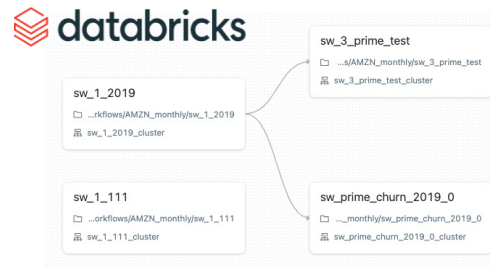 databricks
sw_3_prime_test
...s/AMZN_monthly/sw_3_prime_test
sw_3_prime_test_cluster
sw_1_2019
...rkflows/AMZN_monthly/sw_1_2019
sw_1_2019_cluster
sw_1_111
...orkflows/AMZN_monthly/sw_1_111
sw_1_111_cluster
sw_prime_churn_2019_0
..._monthly/sw_prime_churn_2019_0
sw_prime_churn_2019_0_cluster